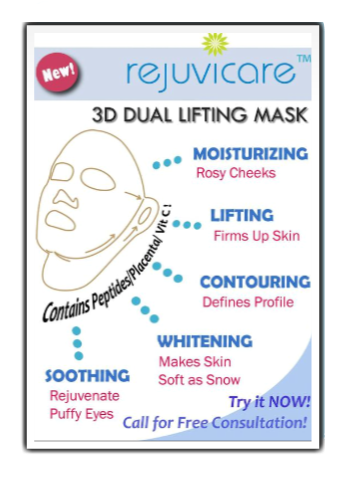 New!
rejuvicare™
3D DUAL LIFTING MASK
MOISTURIZING
Rosy Cheeks
LIFTING
Firms Up Skin
CONTOURING
Defines Profile
Contains Peptides/Placenta/ Vit C !
WHITENING
Makes Skin
Soft as Snow
SOOTHING
Rejuvenate
Puffy Eyes
Try it NOW!
Call for Free Consultation!